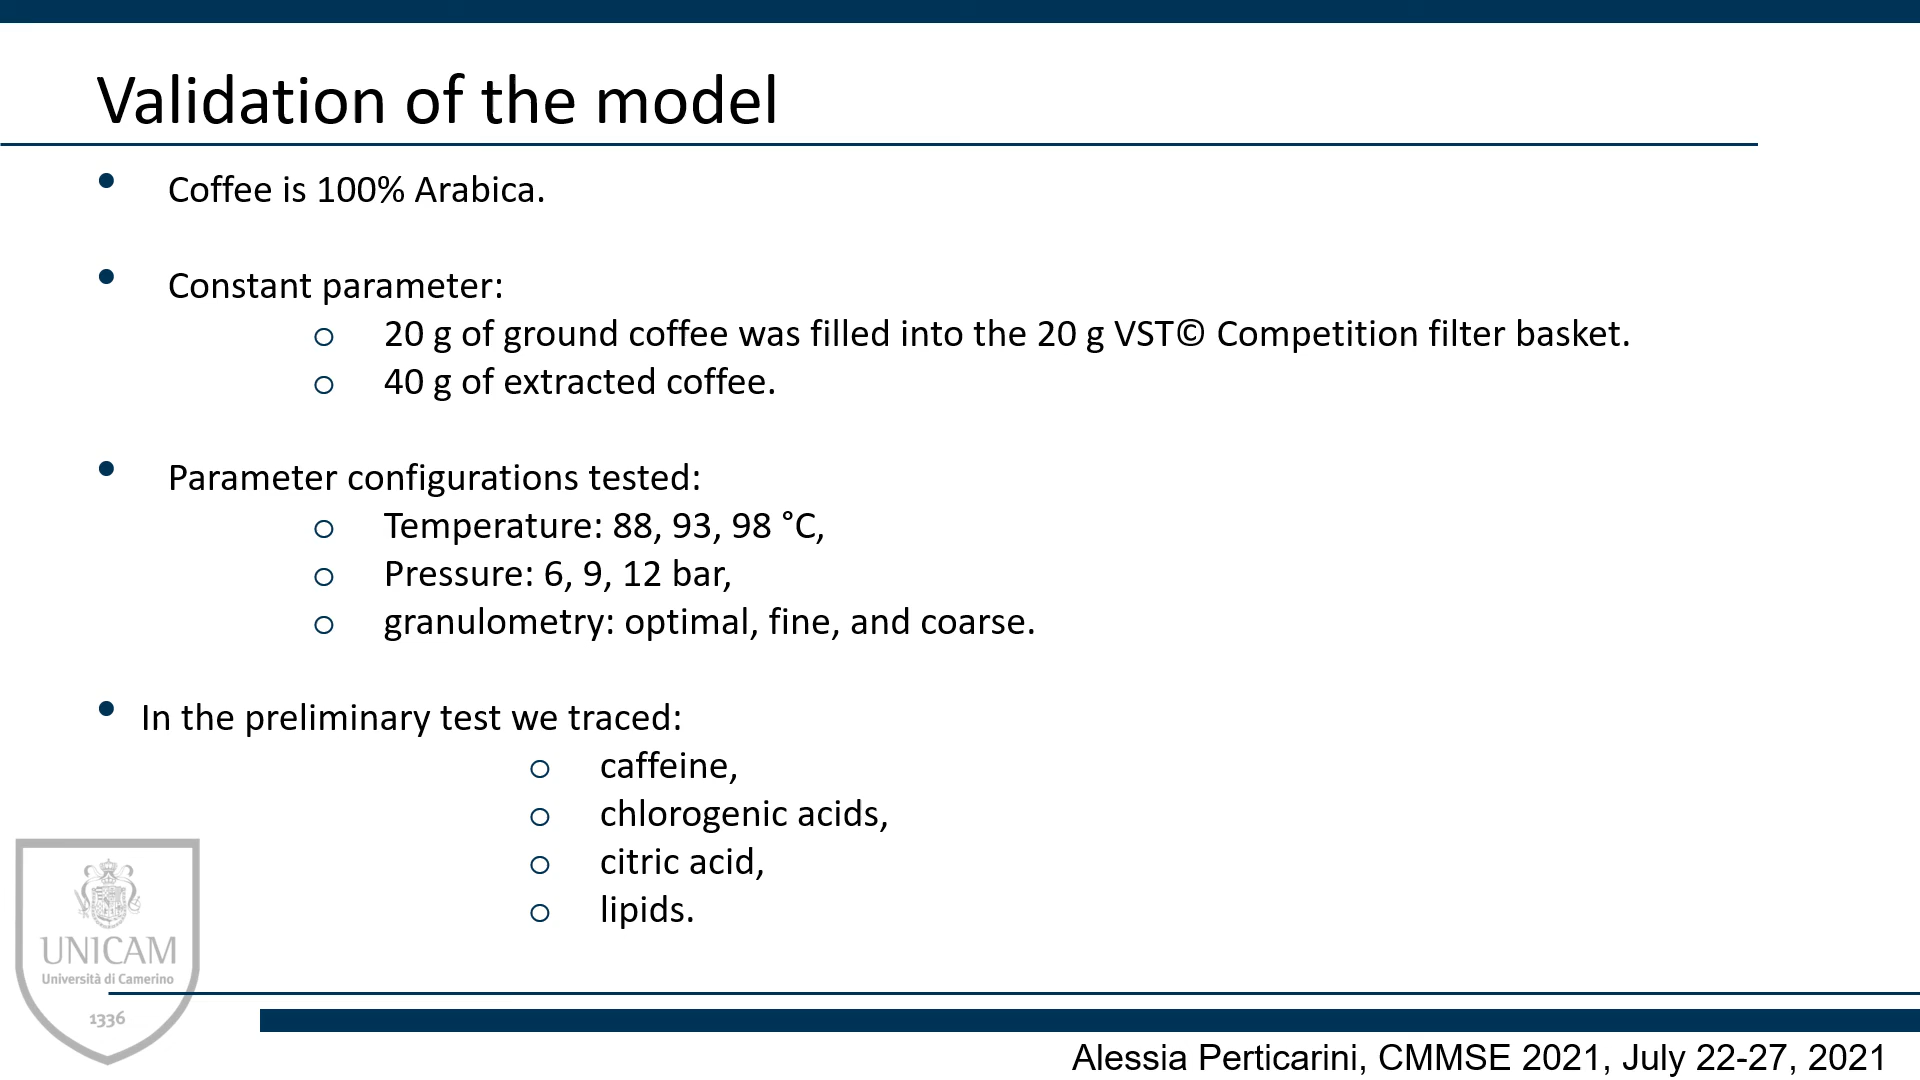 Validation of the model
• Coffee is 100% Arabica.
• Constant parameter:
o 20 g of ground coffee was filled into the 20 g VST© Competition filter basket.
o 40 g of extracted coffee.
• Parameter configurations tested:
o Temperature: 88, 93, 98 °C,
o Pressure: 6, 9, 12 bar,
o granulometry: optimal, fine, and coarse.
• In the preliminary test we traced:
o caffeine,
o chlorogenic acids,
o citric acid,
o lipids.
UNICAM
Università di Camerino
1336
Alessia Perticarini, CMMSE 2021, July 22-27, 2021